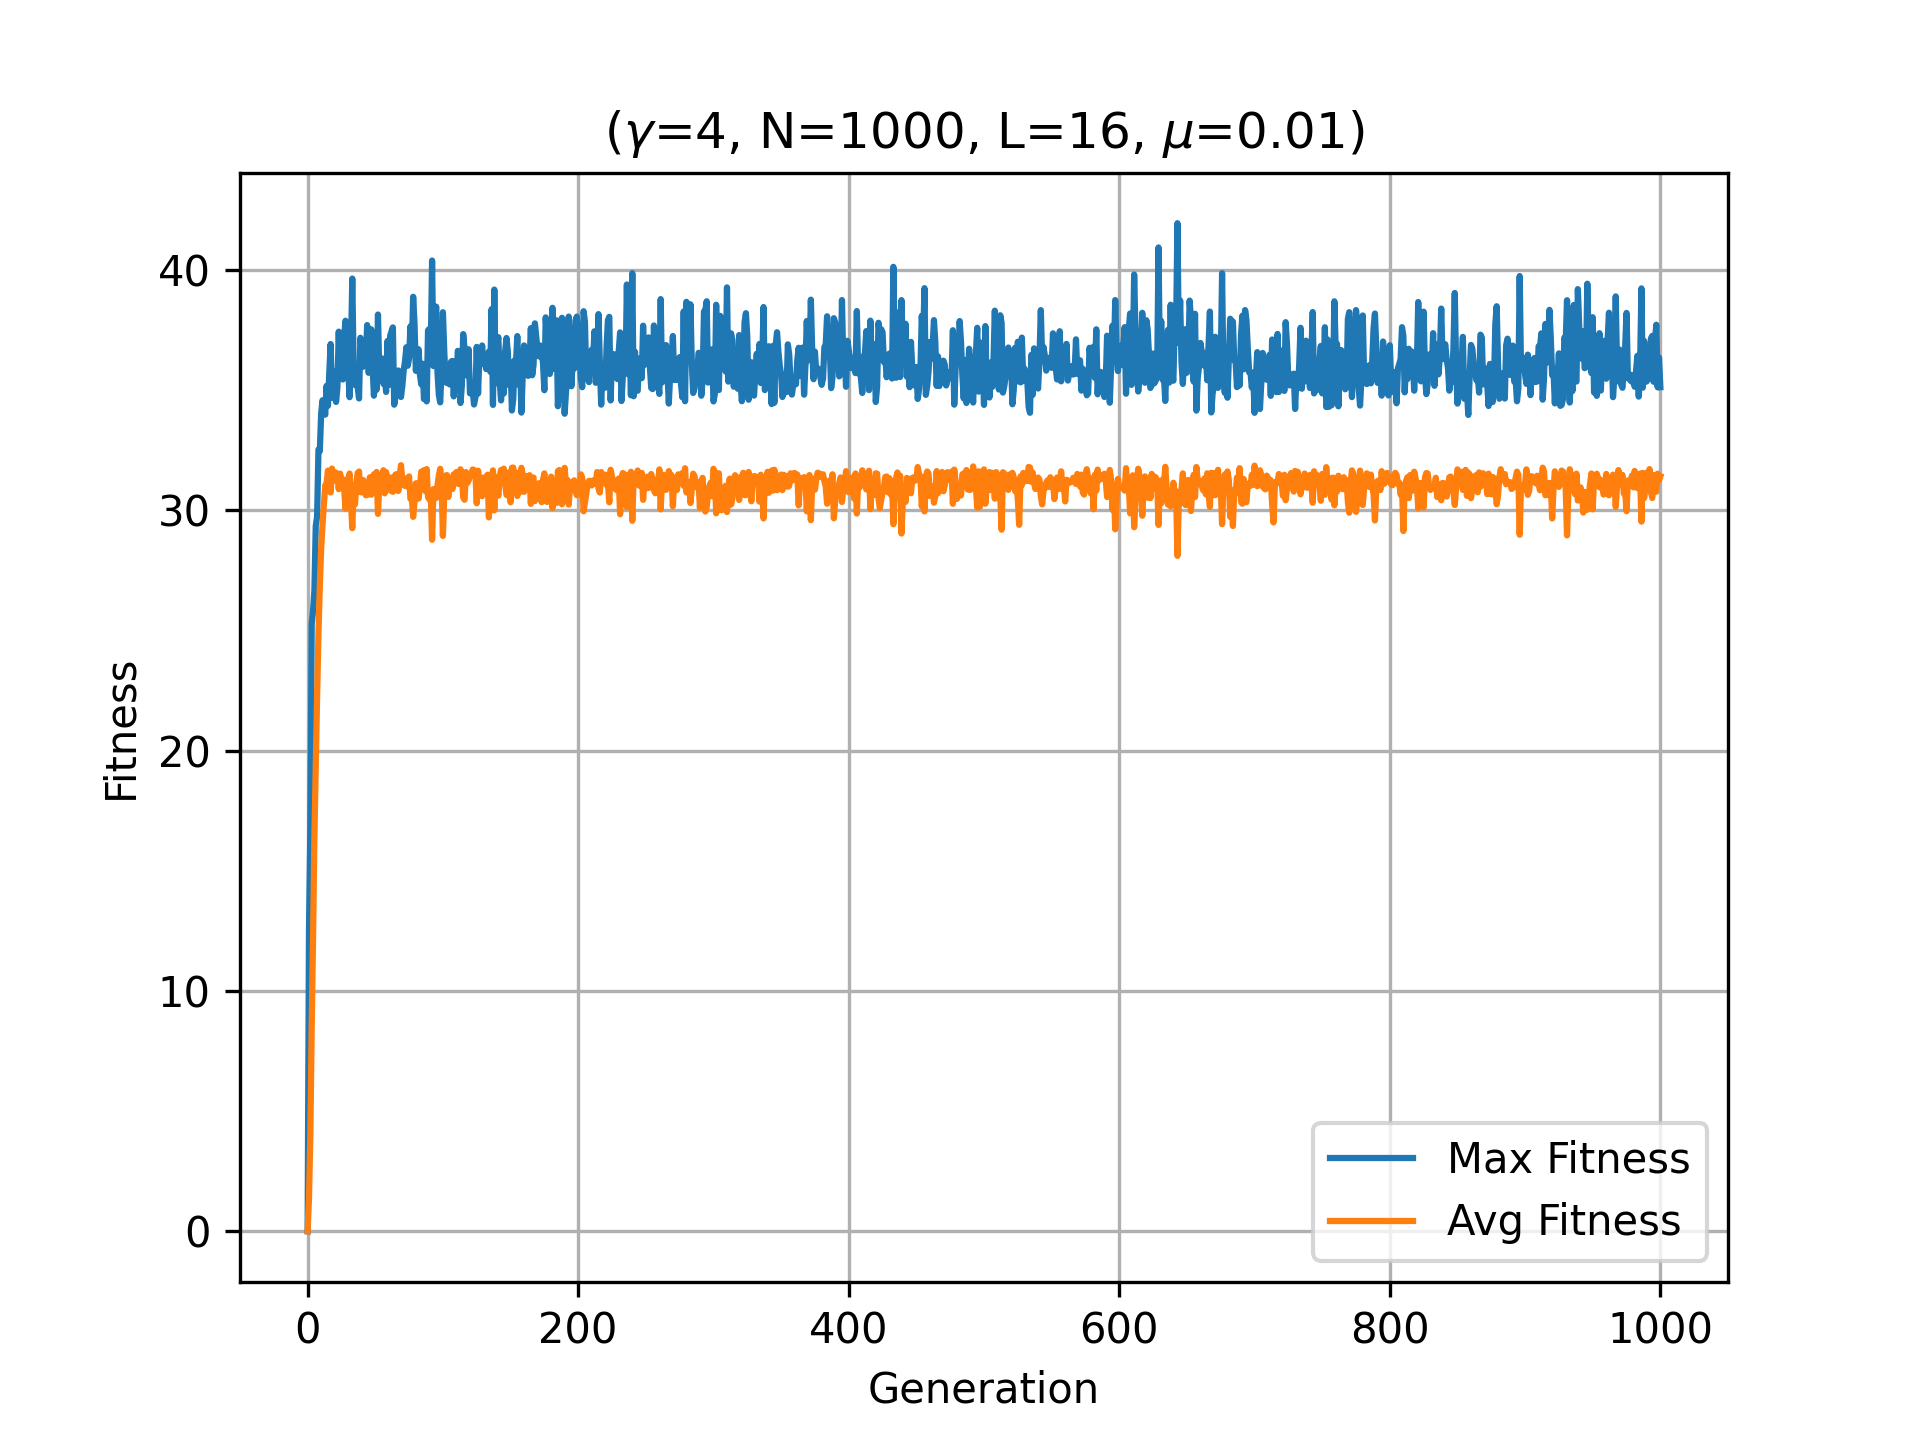 (γ=4, N=1000, L=16, μ=0.01)
Fitness
40
30
20
10
0
0 200 400 600 800 1000
Generation
Max Fitness
Avg Fitness